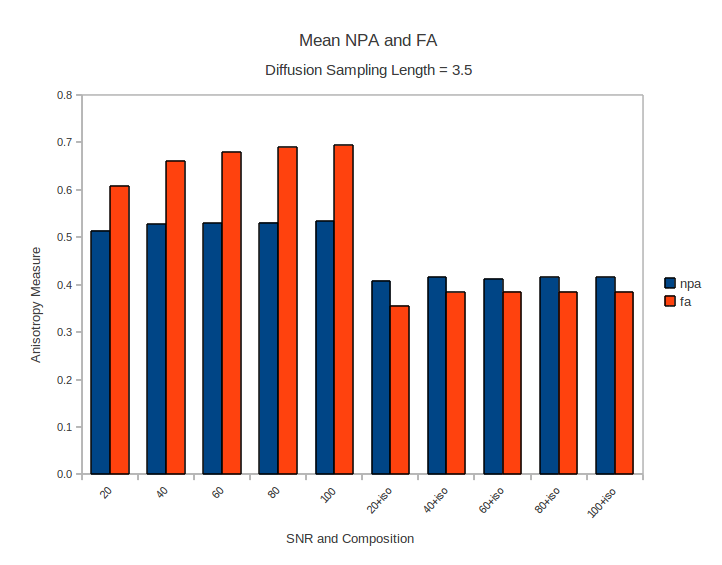 Mean NPA and FA
Diffusion Sampling Length = 3.5
0.8
0.7
0.6
0.5
0.4
0.3
0.2
0.1
0.0
Anisotropy Measure
20
40
60
80
100
20+iso
40+iso
60+iso
80+iso
100+iso
SNR and Composition
npa
fa